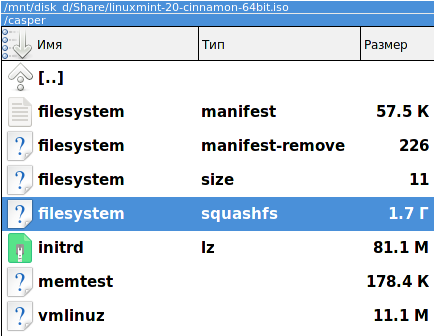 /mnt/disk_d/Share/linuxmint-20-cinnamon-64bit.iso
/casper
Имя Тип Размер
[..]
filesystem manifest 57.5 К
filesystem manifest-remove 226
filesystem size 11
filesystem squashfs 1.7 Г
initrd lz 81.1 М
memtest 178.4 К
vmlinuz 11.1 М